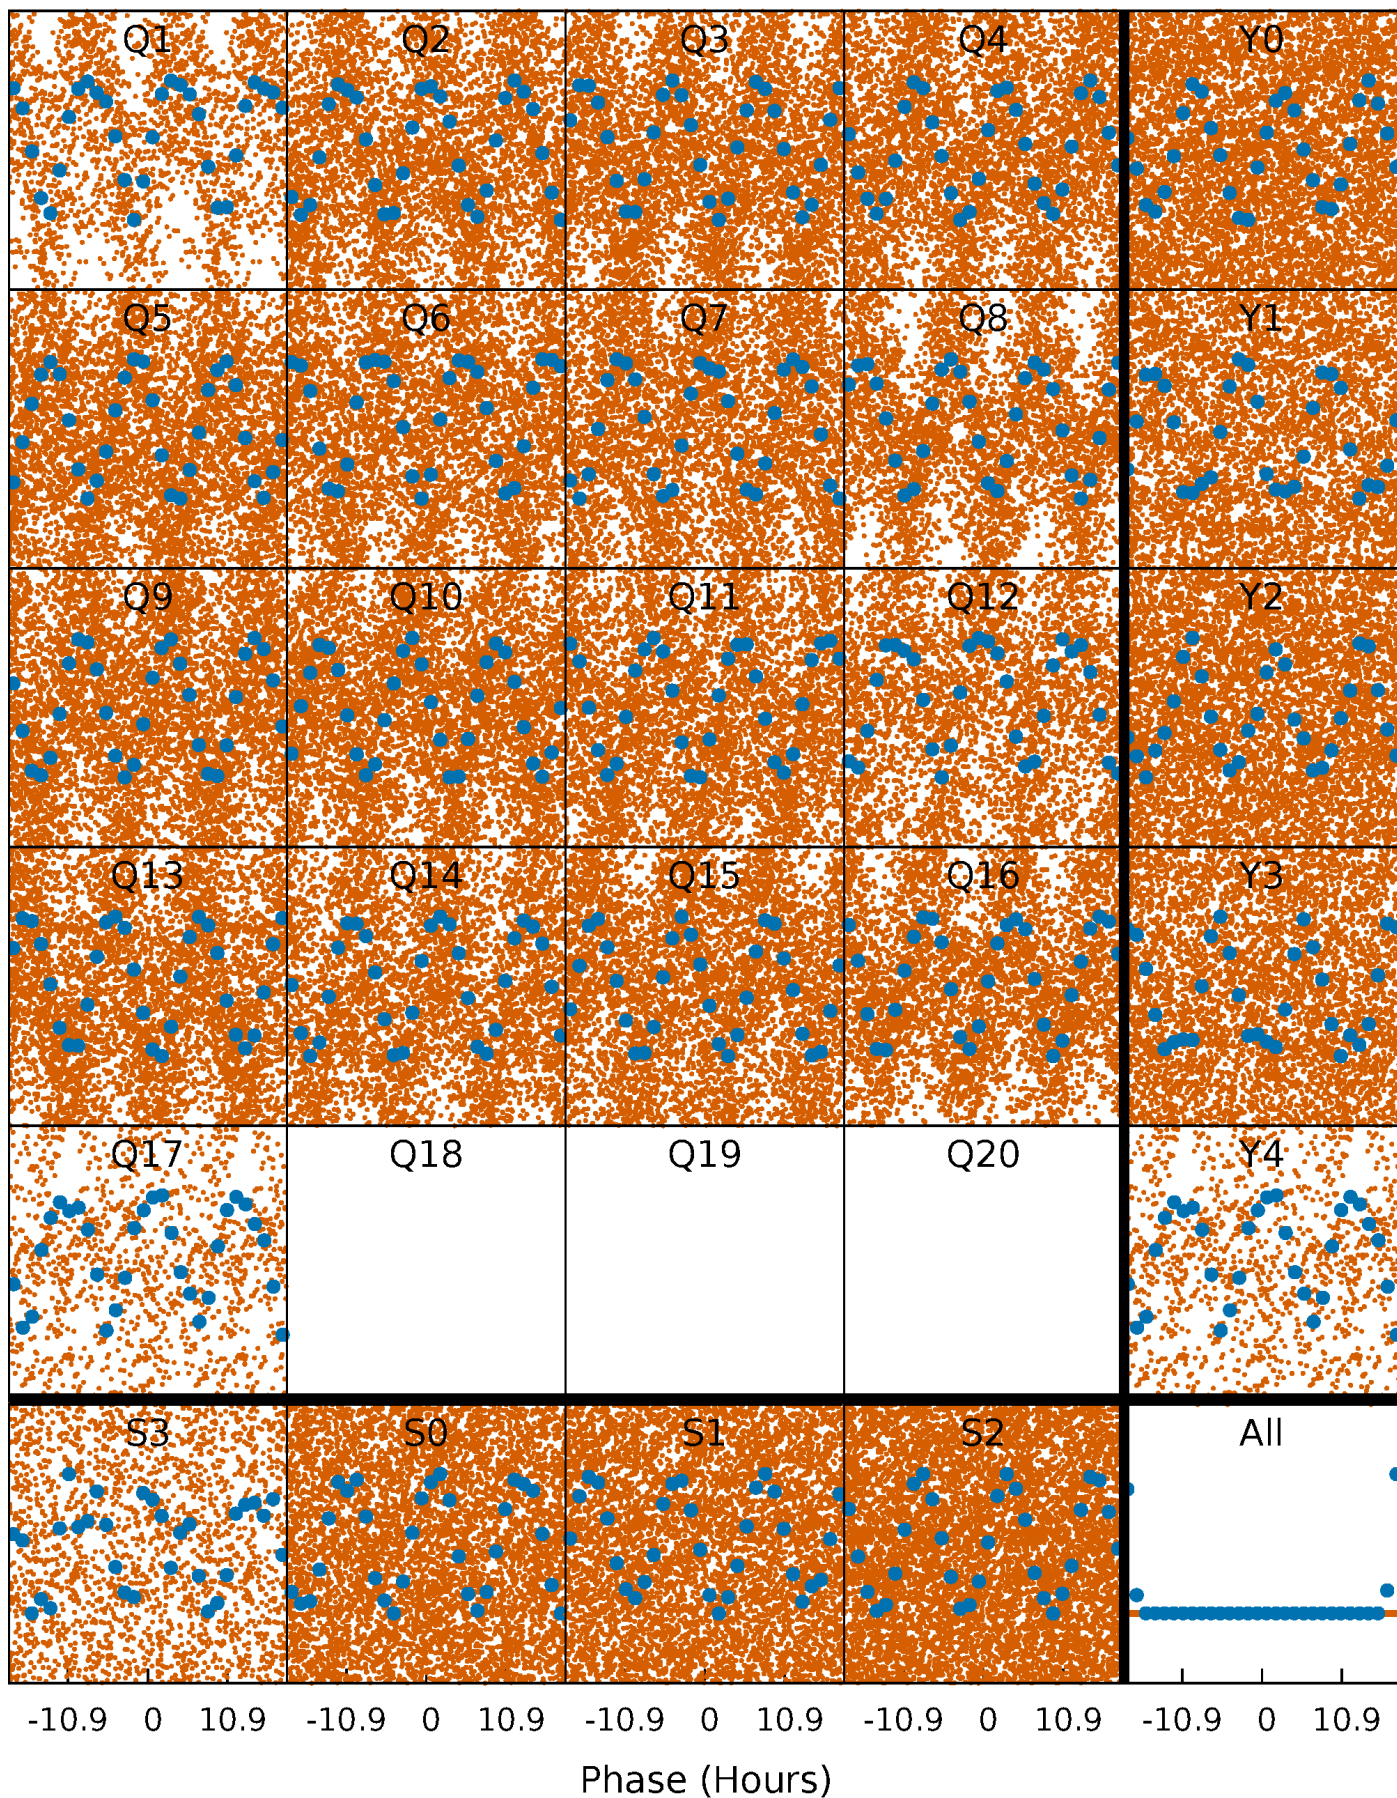 Q1 Q2 Q3 Q4 Y0
Q5 Q6 Q7 Q8 Y1
Q9 Q10 Q11 Q12 Y2
Q13 Q14 Q15 Q16 Y3
Q17 Q18 Q19 Q20 Y4
S3 S0 S1 S2 All
-10.9 0 10.9 -10.9 0 10.9 -10.9 0 10.9 -10.9 0 10.9 -10.9 0 10.9
Phase (Hours)